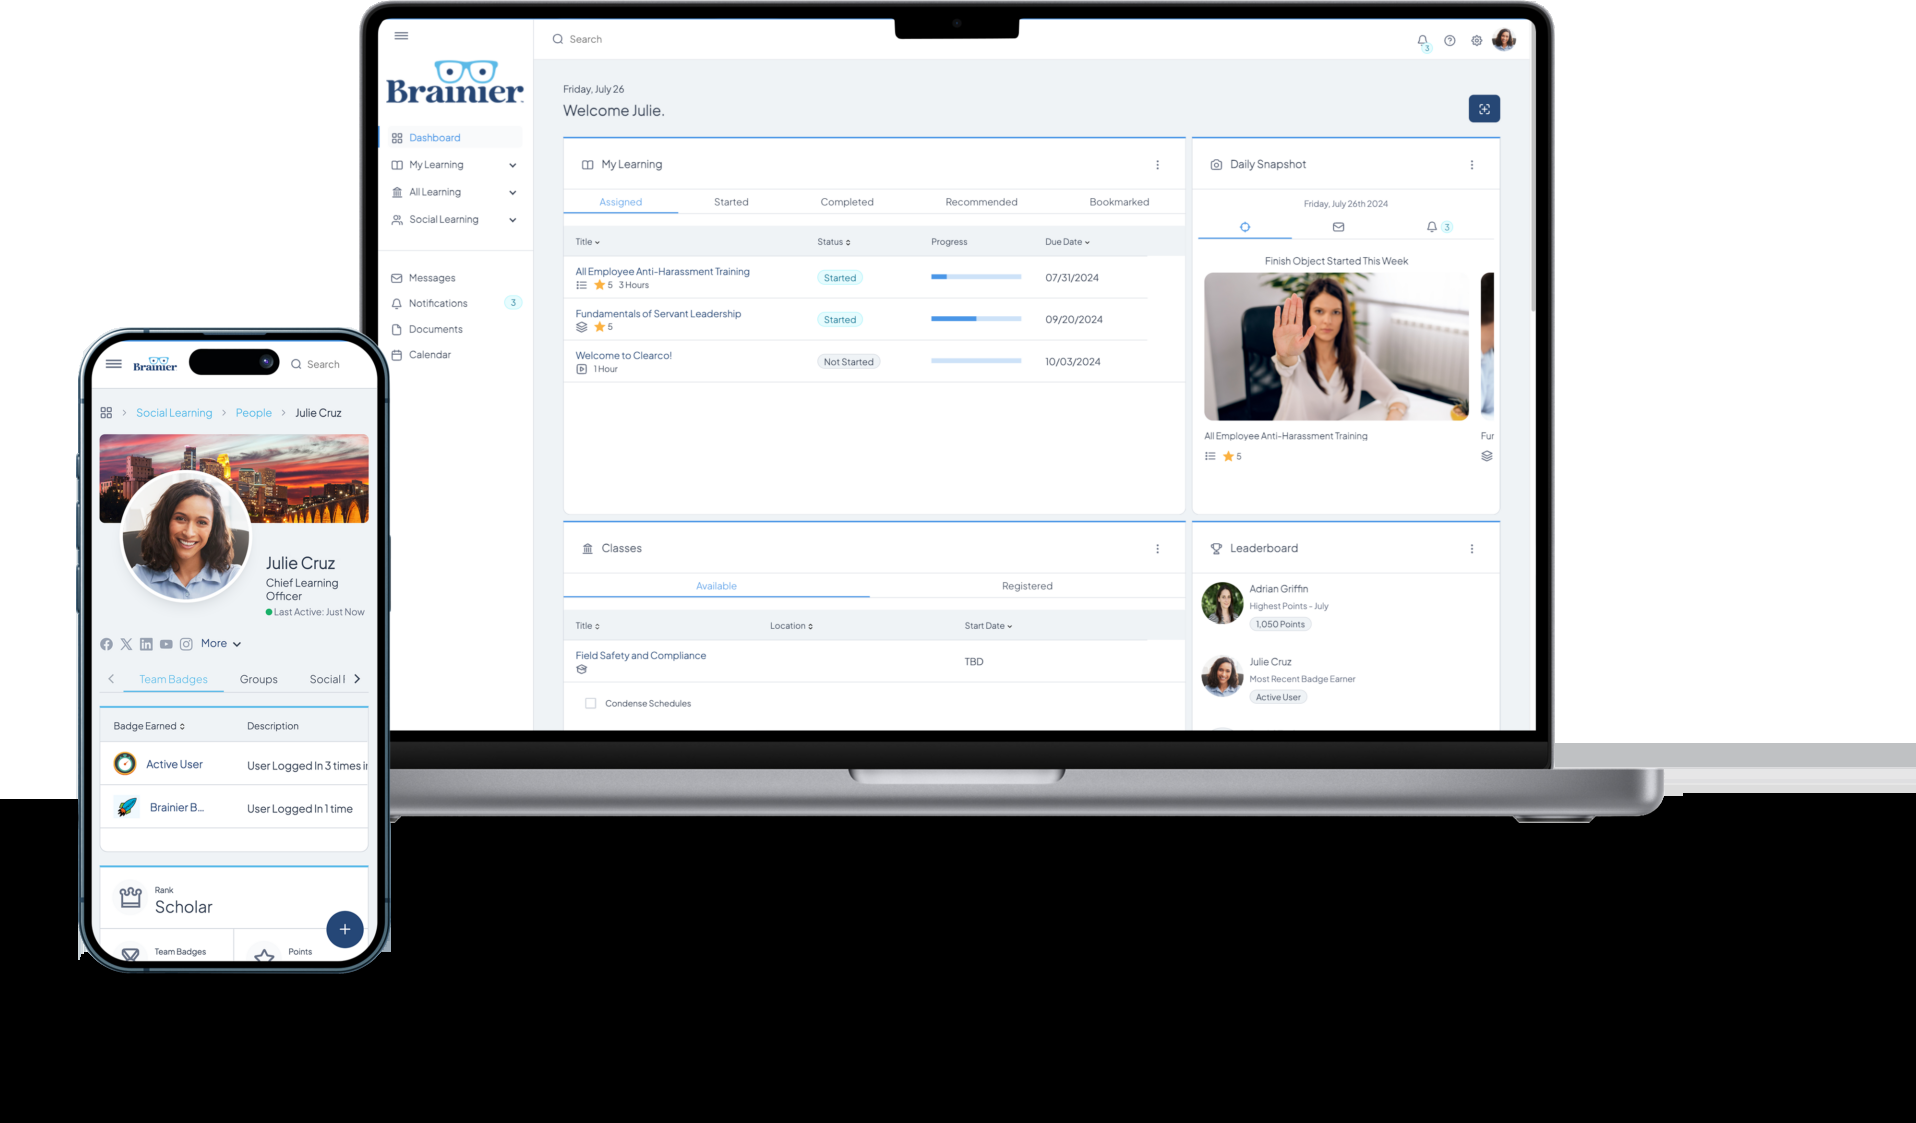 Search
3
Brainier
Friday, July 26
Welcome Julie.
Dashboard
My Learning
All Learning
Social Learning
Messages
Notifications 3
Documents
Calendar
My Learning
Assigned Started Completed Recommended Bookmarked
Title Status Progress Due Date
All Employee Anti-Harassment Training Started 07/31/2024
5 3 Hours
Fundamentals of Servant Leadership Started 09/20/2024
5
Welcome to Clearco! Not Started 10/03/2024
1 Hour
Daily Snapshot
Friday, July 26th 2024
3
Finish Object Started This Week
All Employee Anti-Harassment Training Fur
5
Classes
Available Registered
Title Location Start Date
Field Safety and Compliance TBD
Condense Schedules
Leaderboard
Adrian Griffin
Highest Points - July
1,050 Points
Julie Cruz
Most Recent Badge Earner
Active User
Brainier Search
Social Learning > People > Julie Cruz
Julie Cruz
Chief Learning
Officer
Last Active: Just Now
More
Team Badges Groups Social
Badge Earned Description
Active User User Logged In 3 times
Brainier B... User Logged In 1 time
Rank
Scholar
Team Badges Points